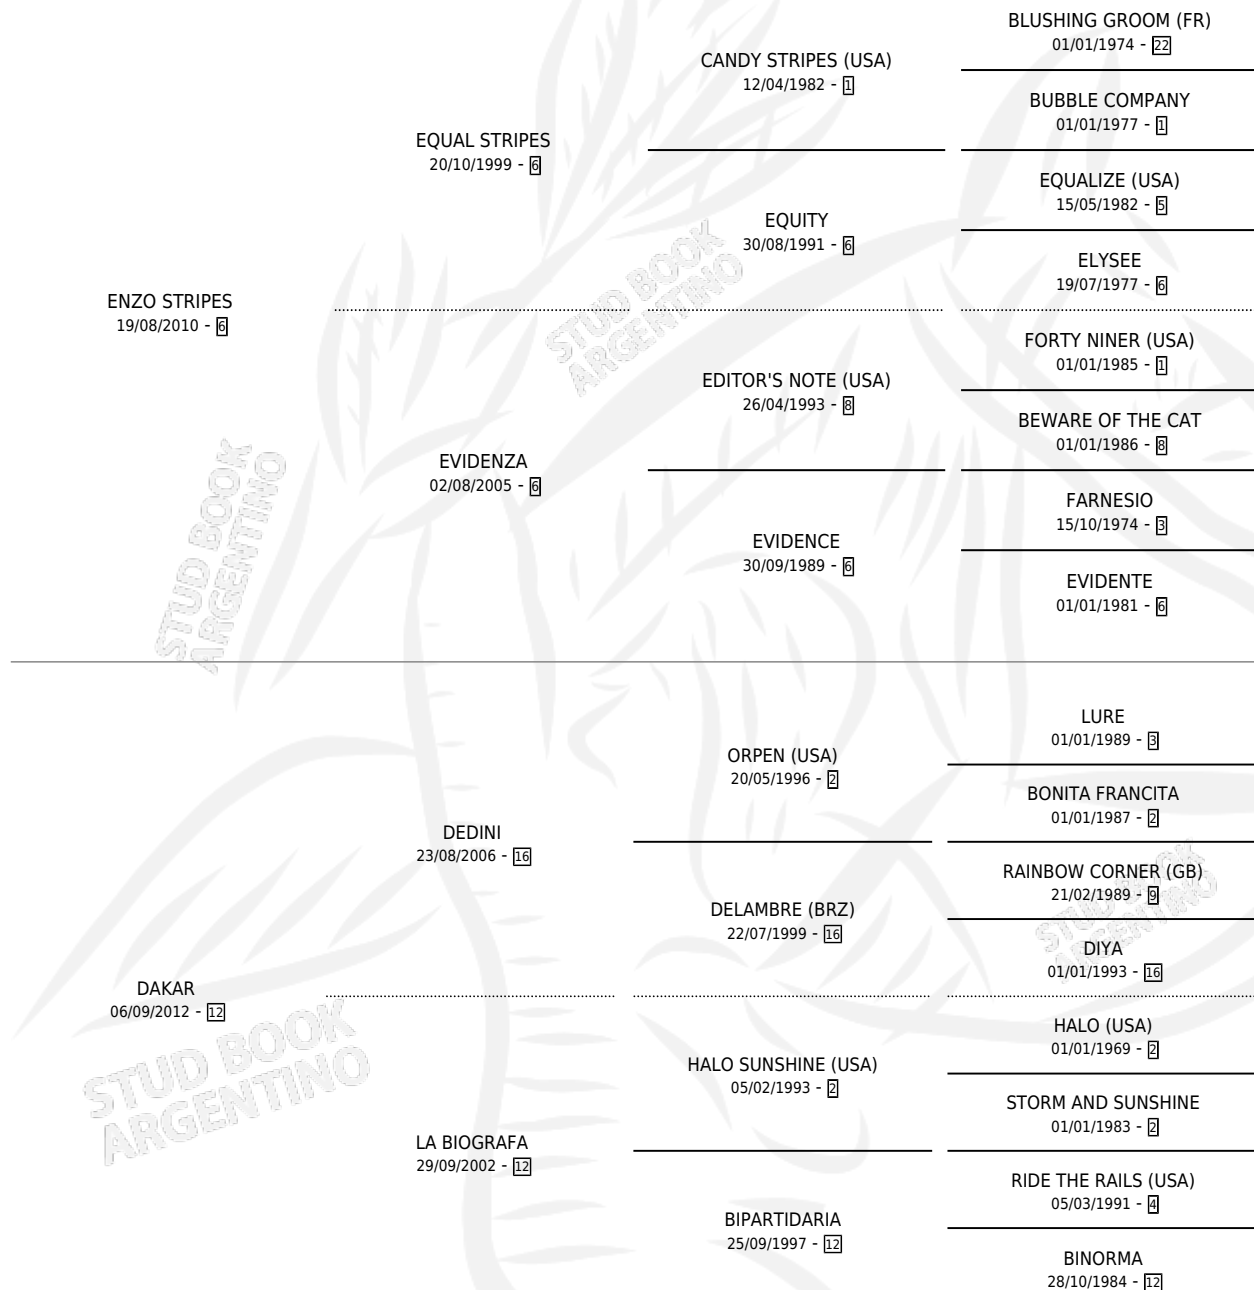 BLUSHING GROOM (FR)
01/01/1974 - 22
CANDY STRIPES (USA)
12/04/1982 - 1
BUBBLE COMPANY
01/01/1977 - 1
EQUAL STRIPES
20/10/1999 - 6
EQUALIZE (USA)
15/05/1982 - 5
EQUITY
30/08/1991 - 6
ELYSEE
19/07/1977 - 6
ENZO STRIPES
19/08/2010 - 6
FORTY NINER (USA)
01/01/1985 - 1
EDITOR'S NOTE (USA)
26/04/1993 - 8
BEWARE OF THE CAT
01/01/1986 - 8
EVIDENZA
02/08/2005 - 6
FARNESIO
15/10/1974 - 3
EVIDENCE
30/09/1989 - 6
EVIDENTE
01/01/1981 - 6
STUD BOOK
ARGENTINO
STUD BOOK
ARGENTINO
LURE
01/01/1989 - 3
ORPEN (USA)
20/05/1996 - 2
BONITA FRANCITA
01/01/1987 - 2
DEDINI
23/08/2006 - 16
RAINBOW CORNER (GB)
21/02/1989 - 9
DELAMBRE (BRZ)
22/07/1999 - 16
DIYA
01/01/1993 - 16
DAKAR
06/09/2012 - 12
HALO (USA)
01/01/1969 - 2
HALO SUNSHINE (USA)
05/02/1993 - 2
STORM AND SUNSHINE
01/01/1983 - 2
LA BIOGRAFA
29/09/2002 - 12
RIDE THE RAILS (USA)
05/03/1991 - 4
BIPARTIDARIA
25/09/1997 - 12
BINORMA
28/10/1984 - 12
STUD BOOK
ARGENTINO
STUD BOOK
ARGENTINO